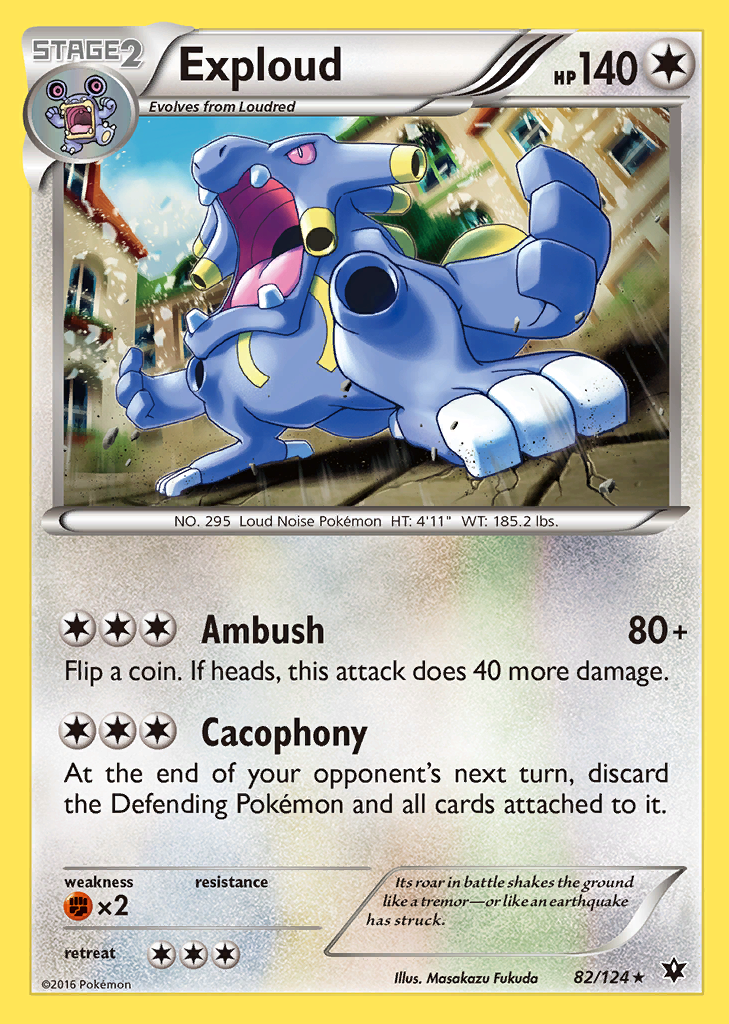 STAGE2
Exploud
HP140
Evolves from Loudred
NO. 295 Loud Noise Pokémon HT: 4'11" WT: 185.2 lbs.
Ambush 80+
Flip a coin. If heads, this attack does 40 more damage.
Cacophony
At the end of your opponent's next turn, discard
the Defending Pokémon and all cards attached to it.
weakness resistance
×2
Its roar in battle shakes the ground
like a tremor—or like an earthquake
has struck.
retreat
©2016 Pokémon
Illus. Masakazu Fukuda
82/124 ★